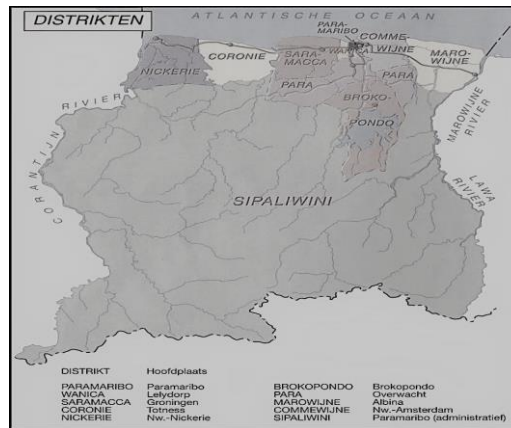 DISTRIKTEN
ATLANTISCHE OCEAAN
PARA-
MARIBO
COMME-
WIJNE
WANICA
MARO-
WIJNE
SARA-
MACCA
CORONIE
NICKERIE
PARA
PARA
BROKO-
PONDO
CORANTIJN RIVIER
MAROWIJNE
RIVIER
LAWA
RIVIER
SIPALIWINI
DISTRIKT Hoofdplaats
PARAMARIBO Paramaribo
WANICA Lelydorp
SARAMACCA Groningen
CORONIE Totness
NICKERIE Nw.-Nickerie
BROKOPONDO Brokopondo
PARA Overwacht
MAROWIJNE Albina
COMMEWIJNE Nw.-Amsterdam
SIPALIWINI Paramaribo (administratief)